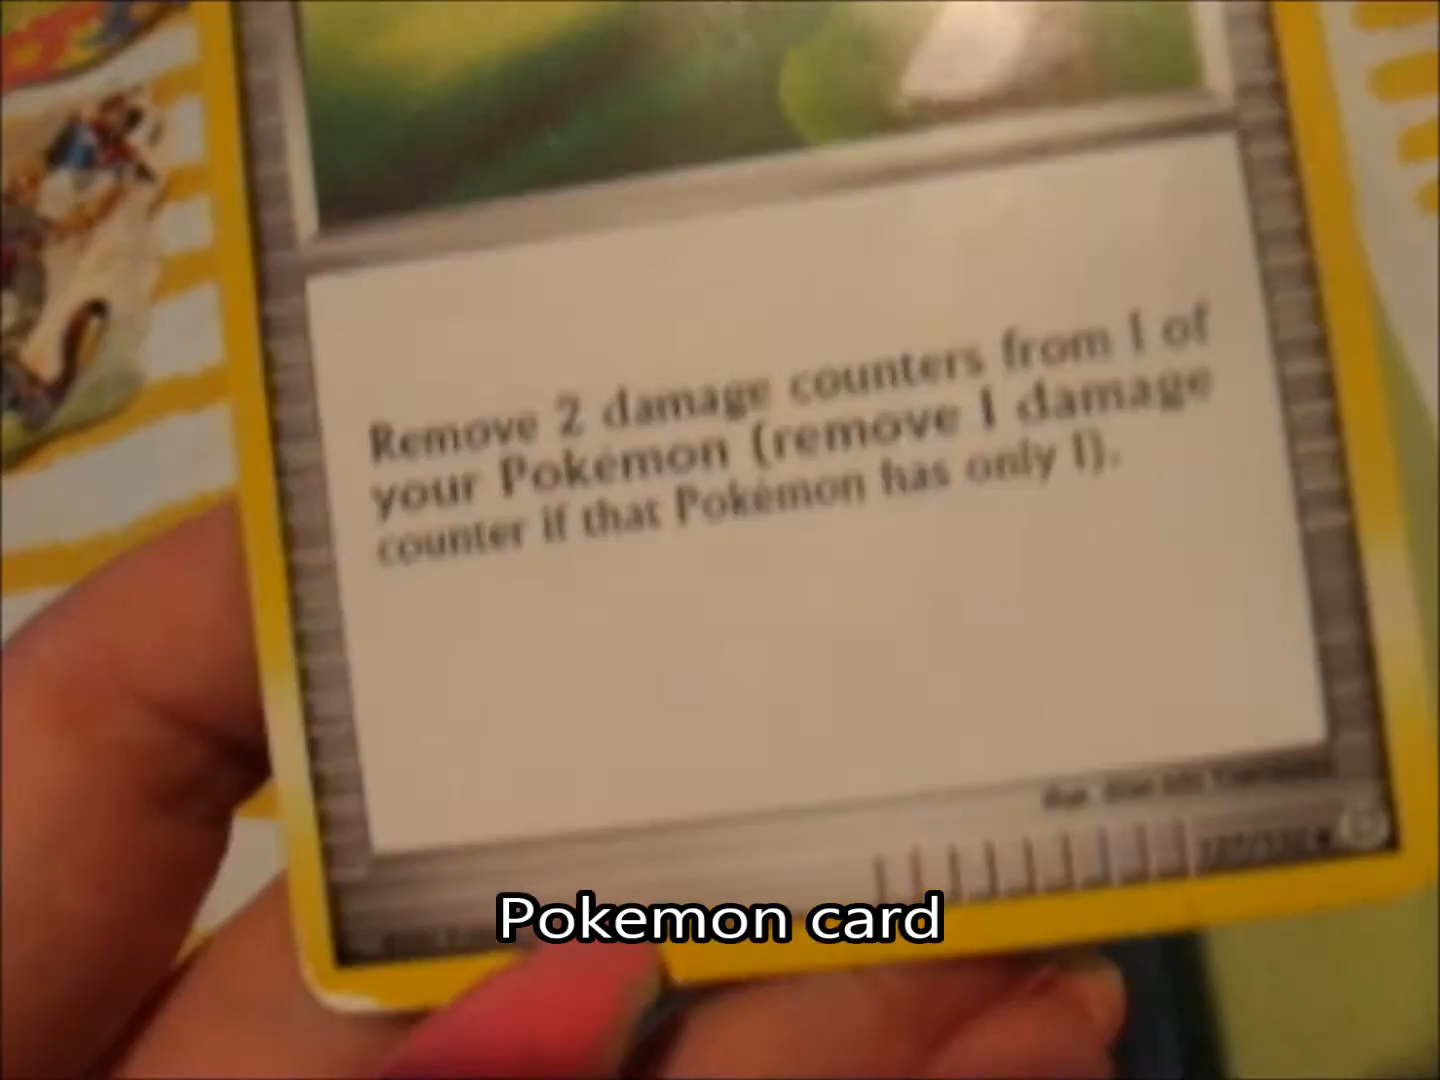 Remove 2 damage counters from 1 of
your Pokémon (remove 1 damage
counter if that Pokémon has only 1).
Pokemon card